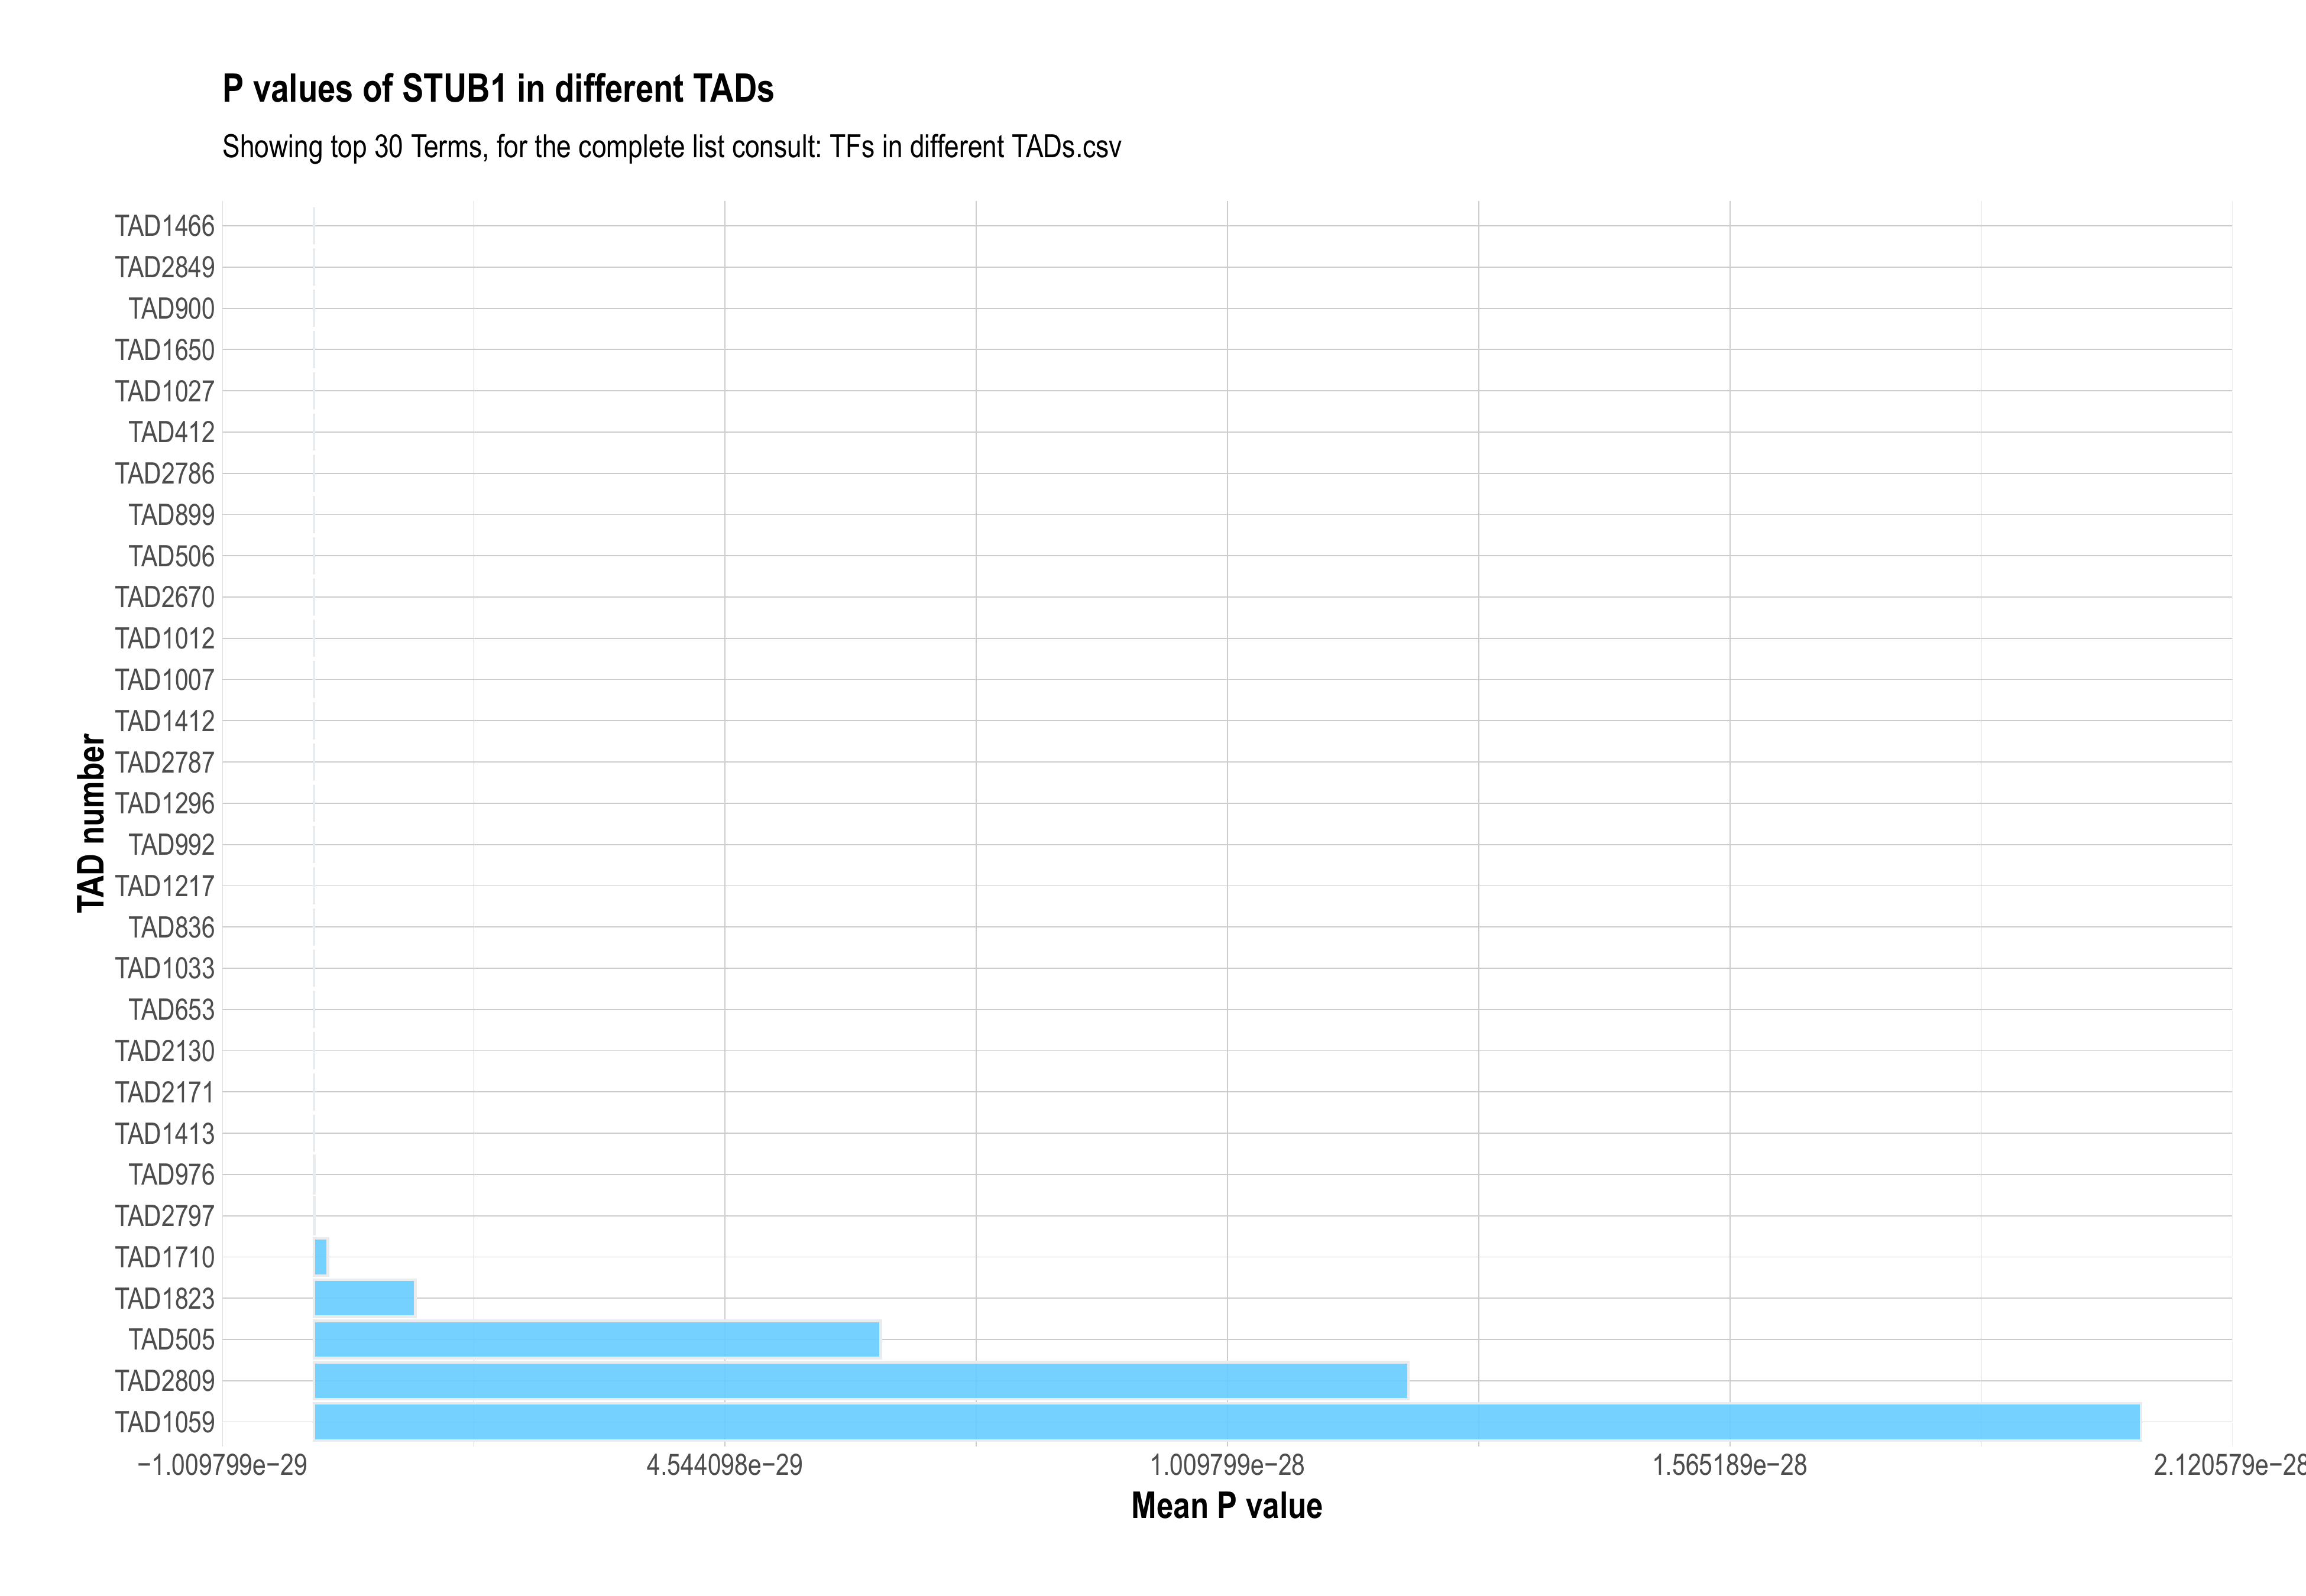 P values of STUB1 in different TADs
Showing top 30 Terms, for the complete list consult: TFs in different TADs.csv
TAD number
TAD1466
TAD2849
TAD900
TAD1650
TAD1027
TAD412
TAD2786
TAD899
TAD506
TAD2670
TAD1012
TAD1007
TAD1412
TAD2787
TAD1296
TAD992
TAD1217
TAD836
TAD1033
TAD653
TAD2130
TAD2171
TAD1413
TAD976
TAD2797
TAD1710
TAD1823
TAD505
TAD2809
TAD1059
−1.009799e−29 4.544098e−29 1.009799e−28 1.565189e−28 2.120579e−28
Mean P value